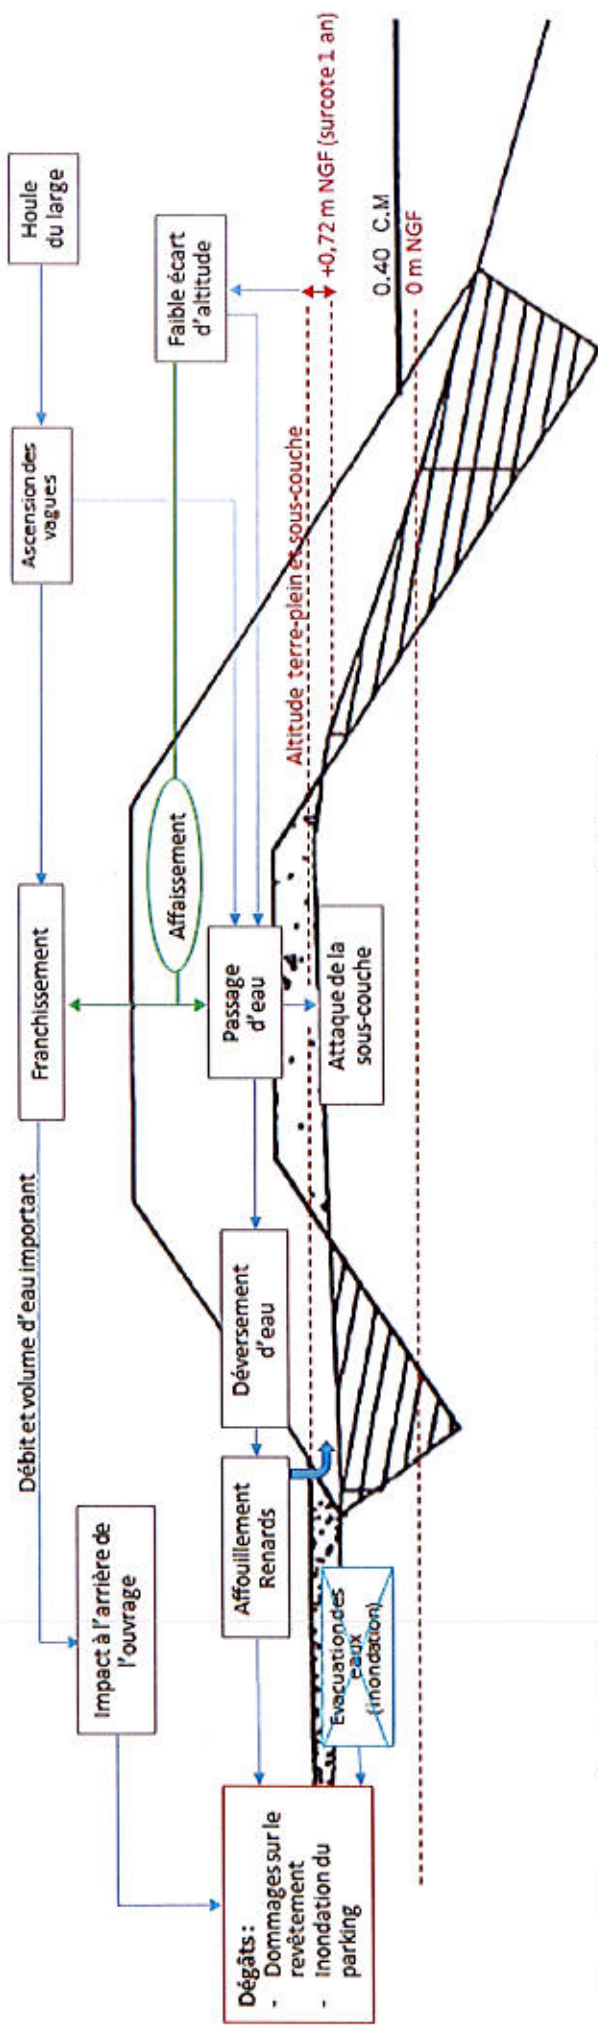 Houle
du large
Ascension des
vagues
Franchissement
Débit et volume d'eau important
Impact à l'arrière de
l'ouvrage
Faible écart
d'altitude
Affaissement
Passage
d'eau
Déversement
d'eau
Affouillement
Renards
Attaque de la
sous-couche
Evacuation des
eaux
(inondation)
Dégâts :
- Dommages sur le
revêtement
- Inondation du
parking
Altitude terre-plein et sous-couche
+0,72 m NGF (surcote 1 an)
0.40 C.M
0 m NGF